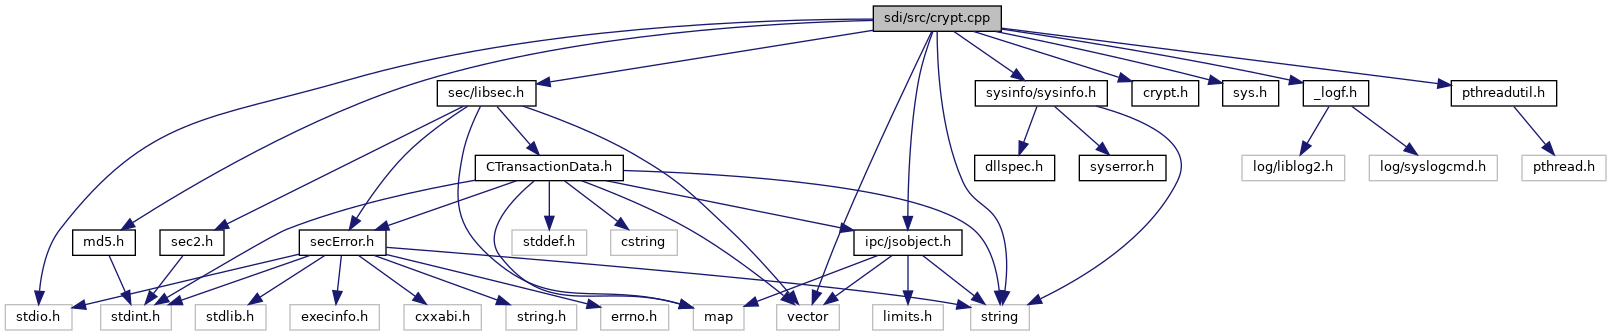 sdi/src/crypt.cpp
sec/libsec.h
sysinfo/sysinfo.h
crypt.h
sys.h
_logf.h
pthreadutil.h
CTransactionData.h
dllspec.h
syserror.h
log/liblog2.h
log/syslogcmd.h
pthread.h
md5.h
sec2.h
secError.h
stddef.h
cstring
ipc/jsobject.h
stdio.h
stdint.h
stdlib.h
execinfo.h
cxxabi.h
string.h
errno.h
map
vector
limits.h
string